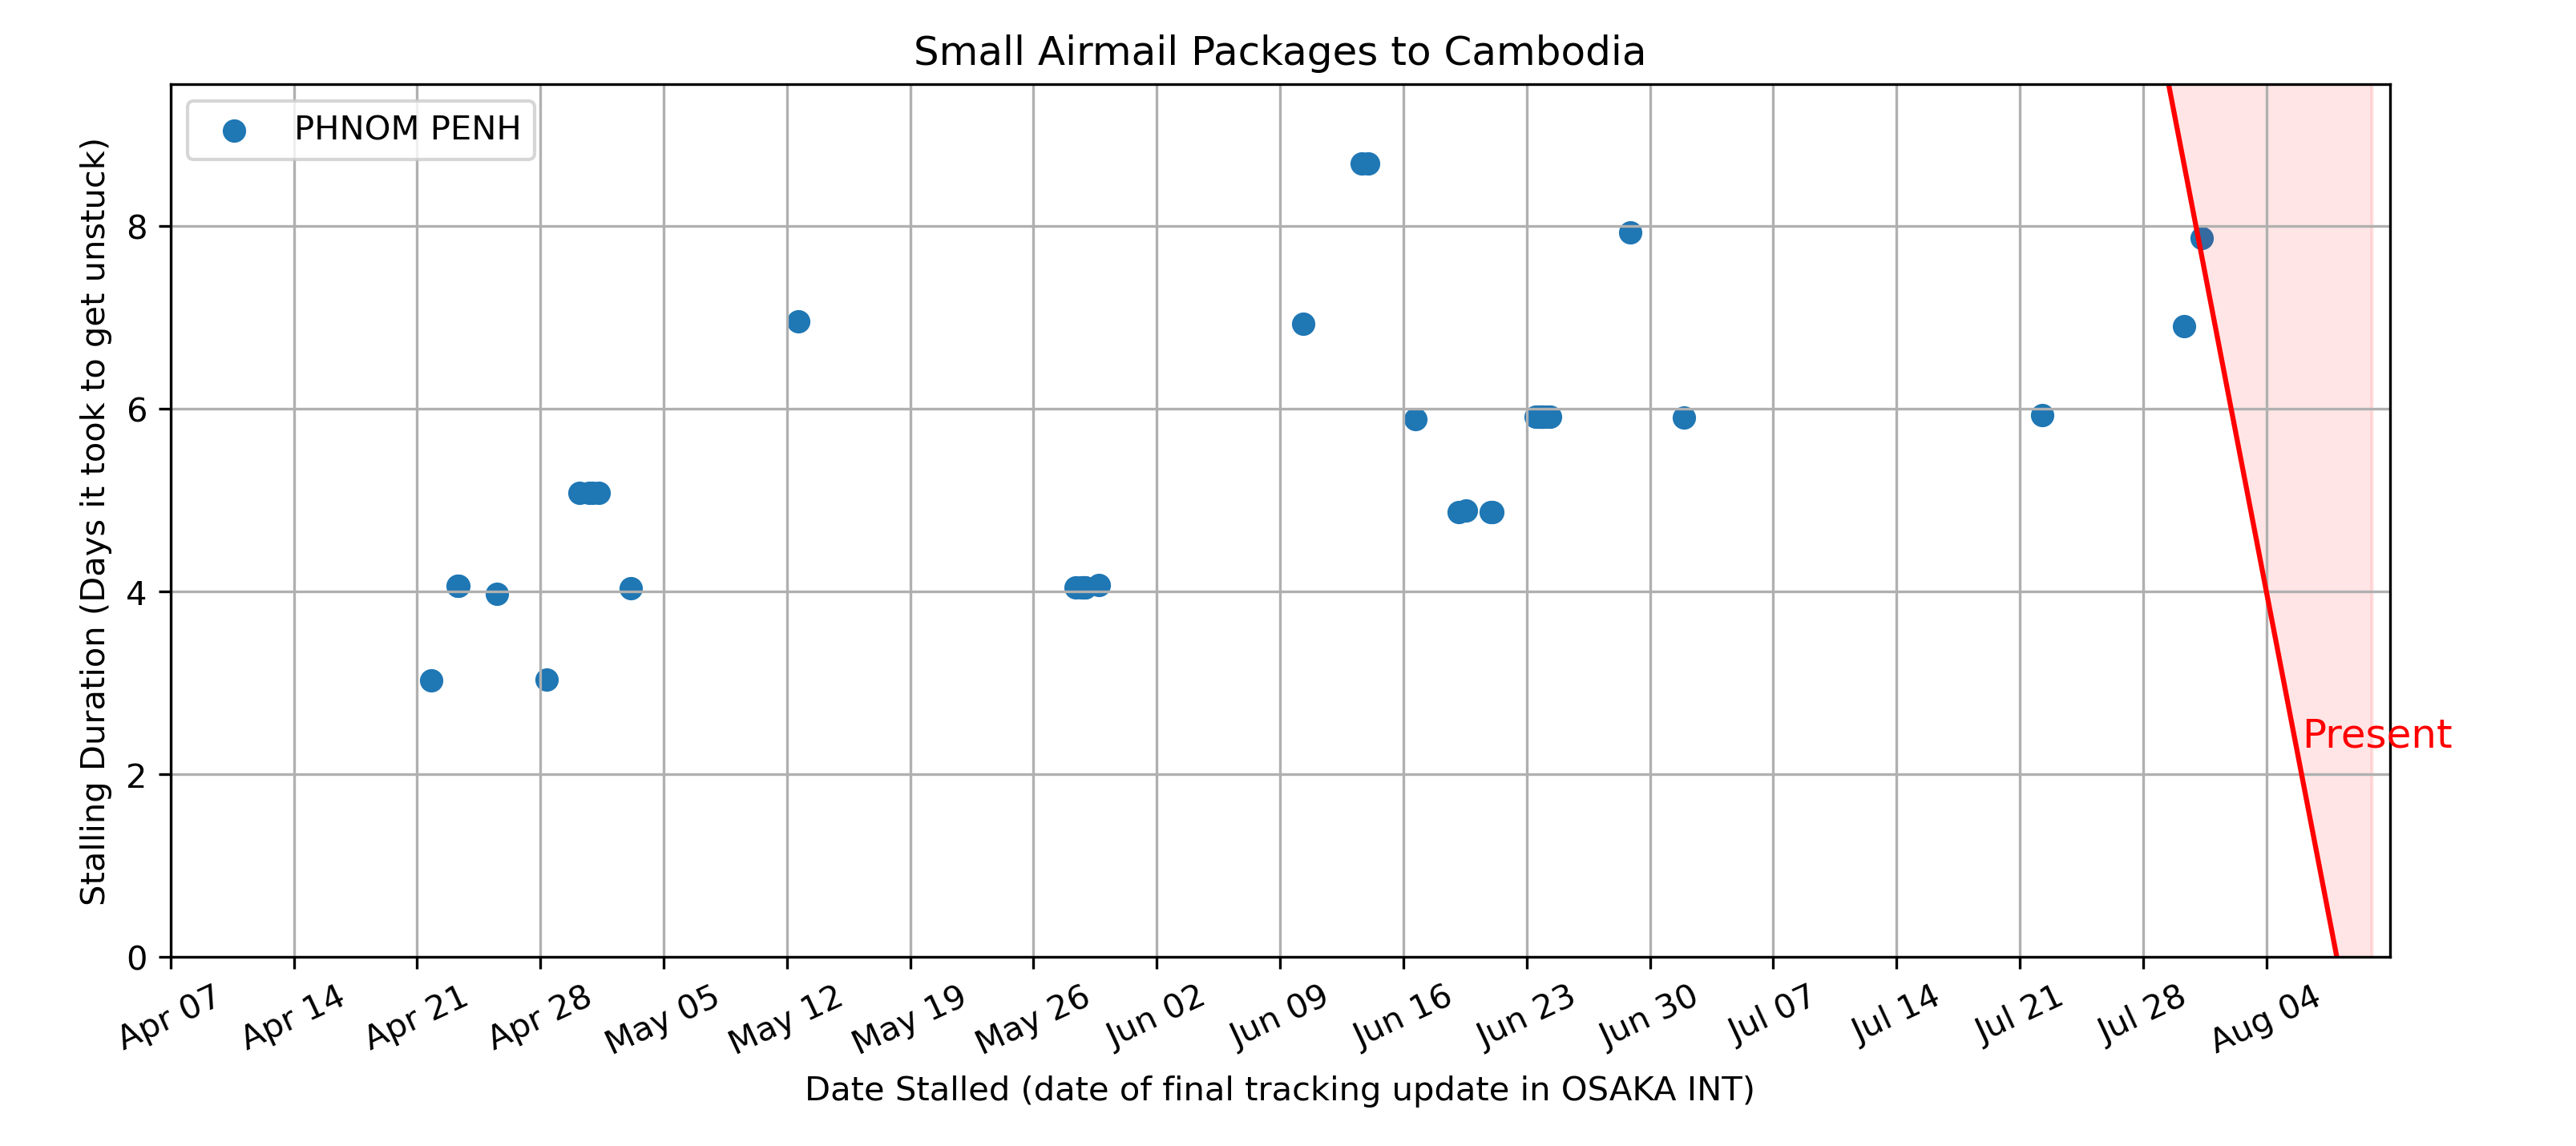 Small Airmail Packages to Cambodia
PHNOM PENH
Stalling Duration (Days it took to get unstuck)
8
6
4
2
0
Present
Apr 07
Apr 14
Apr 21
Apr 28
May 05
May 12
May 19
May 26
Jun 02
Jun 09
Jun 16
Jun 23
Jun 30
Jul 07
Jul 14
Jul 21
Jul 28
Aug 04
Date Stalled (date of final tracking update in OSAKA INT)